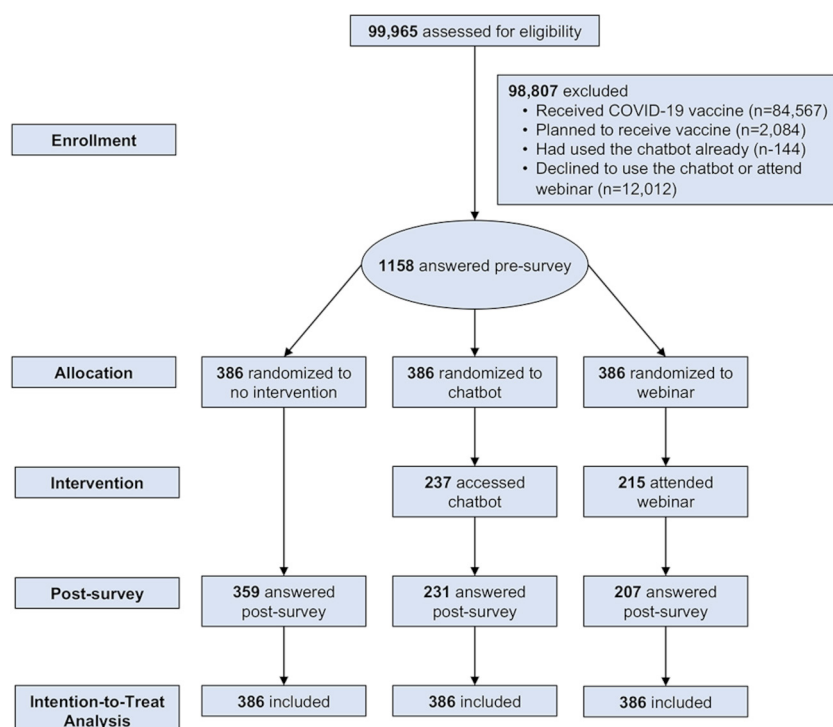 99,965 assessed for eligibility
98,807 excluded
• Received COVID-19 vaccine (n=84,567)
• Planned to receive vaccine (n=2,084)
• Had used the chatbot already (n-144)
• Declined to use the chatbot or attend
webinar (n=12,012)
Enrollment
1158 answered pre-survey
Allocation
386 randomized to
no intervention
386 randomized to
chatbot
386 randomized to
webinar
Intervention
237 accessed
chatbot
215 attended
webinar
Post-survey
359 answered
post-survey
231 answered
post-survey
207 answered
post-survey
Intention-to-Treat
Analysis
386 included
386 included
386 included